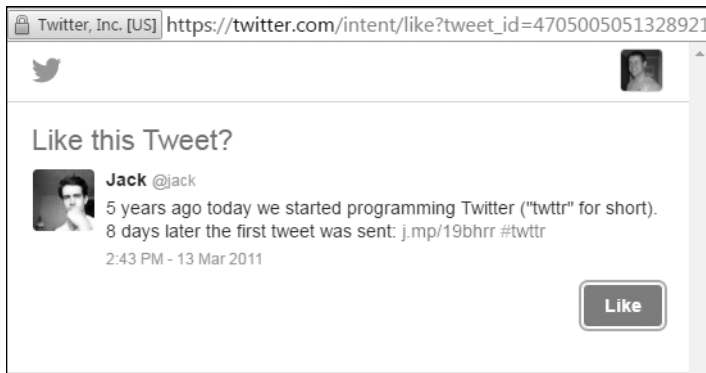 Twitter, Inc. [US] https://twitter.com/intent/like?tweet_id=4705005051328921
Like this Tweet?
Jack @jack
5 years ago today we started programming Twitter ("twttr" for short).
8 days later the first tweet was sent: j.mp/19bhrr #twttr
2:43 PM - 13 Mar 2011
Like